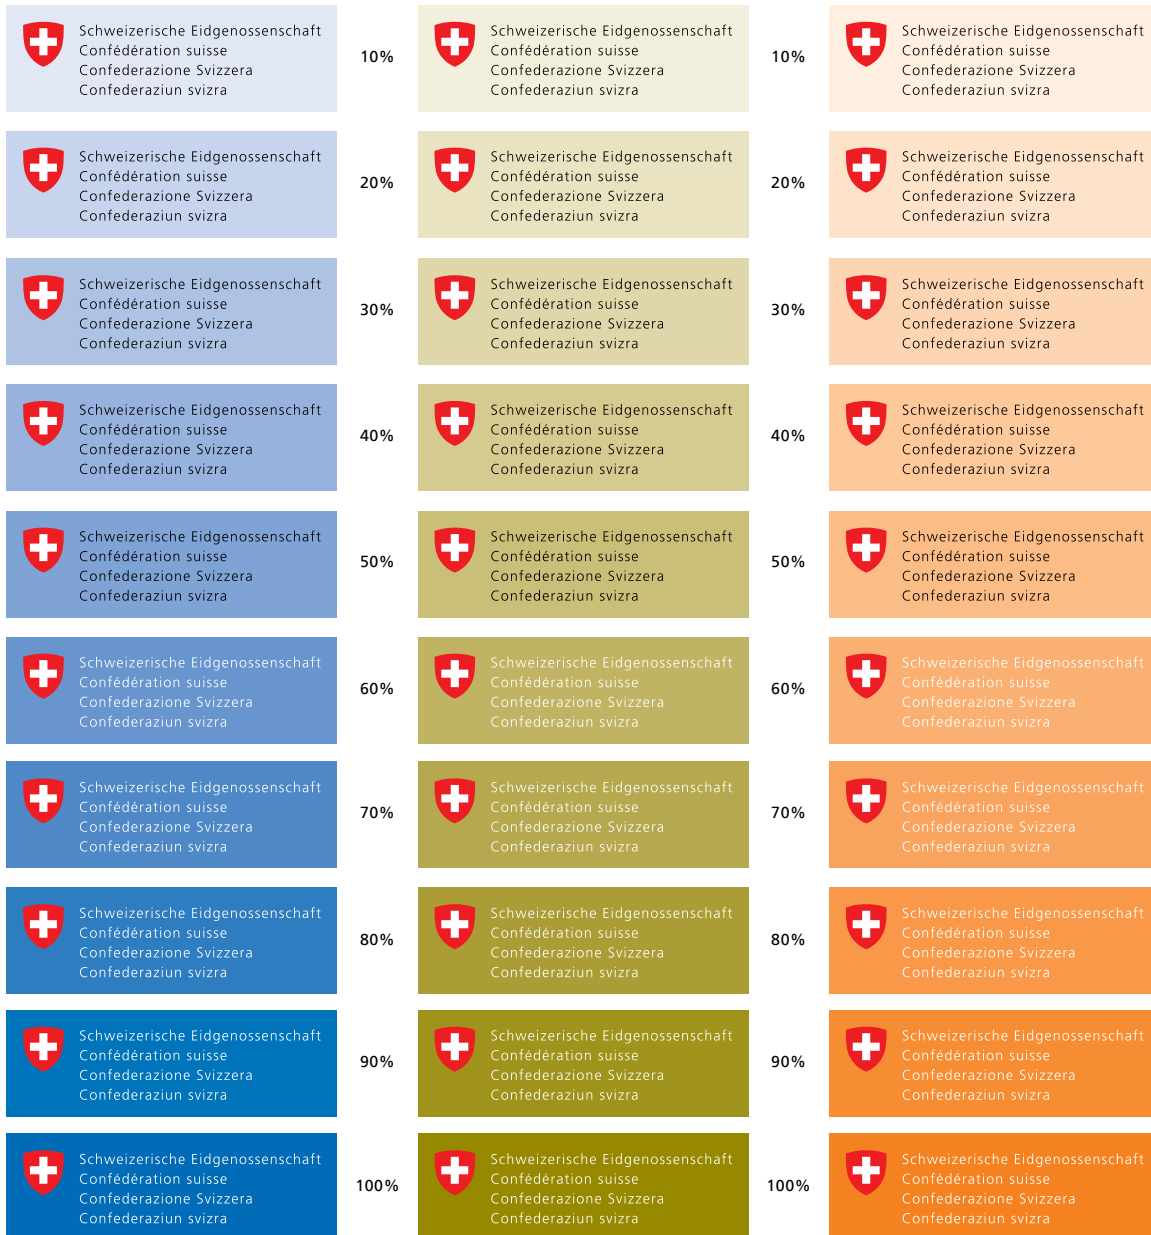 Schweizerische Eidgenossenschaft
Confédération suisse
Confederazione Svizzera
Confederaziun svizra
10%
Schweizerische Eidgenossenschaft
Confédération suisse
Confederazione Svizzera
Confederaziun svizra
10%
Schweizerische Eidgenossenschaft
Confédération suisse
Confederazione Svizzera
Confederaziun svizra
Schweizerische Eidgenossenschaft
Confédération suisse
Confederazione Svizzera
Confederaziun svizra
20%
Schweizerische Eidgenossenschaft
Confédération suisse
Confederazione Svizzera
Confederaziun svizra
20%
Schweizerische Eidgenossenschaft
Confédération suisse
Confederazione Svizzera
Confederaziun svizra
Schweizerische Eidgenossenschaft
Confédération suisse
Confederazione Svizzera
Confederaziun svizra
30%
Schweizerische Eidgenossenschaft
Confédération suisse
Confederazione Svizzera
Confederaziun svizra
30%
Schweizerische Eidgenossenschaft
Confédération suisse
Confederazione Svizzera
Confederaziun svizra
Schweizerische Eidgenossenschaft
Confédération suisse
Confederazione Svizzera
Confederaziun svizra
40%
Schweizerische Eidgenossenschaft
Confédération suisse
Confederazione Svizzera
Confederaziun svizra
40%
Schweizerische Eidgenossenschaft
Confédération suisse
Confederazione Svizzera
Confederaziun svizra
Schweizerische Eidgenossenschaft
Confédération suisse
Confederazione Svizzera
Confederaziun svizra
50%
Schweizerische Eidgenossenschaft
Confédération suisse
Confederazione Svizzera
Confederaziun svizra
50%
Schweizerische Eidgenossenschaft
Confédération suisse
Confederazione Svizzera
Confederaziun svizra
Schweizerische Eidgenossenschaft
Confédération suisse
Confederazione Svizzera
Confederaziun svizra
60%
Schweizerische Eidgenossenschaft
Confédération suisse
Confederazione Svizzera
Confederaziun svizra
60%
Schweizerische Eidgenossenschaft
Confédération suisse
Confederazione Svizzera
Confederaziun svizra
Schweizerische Eidgenossenschaft
Confédération suisse
Confederazione Svizzera
Confederaziun svizra
70%
Schweizerische Eidgenossenschaft
Confédération suisse
Confederazione Svizzera
Confederaziun svizra
70%
Schweizerische Eidgenossenschaft
Confédération suisse
Confederazione Svizzera
Confederaziun svizra
Schweizerische Eidgenossenschaft
Confédération suisse
Confederazione Svizzera
Confederaziun svizra
80%
Schweizerische Eidgenossenschaft
Confédération suisse
Confederazione Svizzera
Confederaziun svizra
80%
Schweizerische Eidgenossenschaft
Confédération suisse
Confederazione Svizzera
Confederaziun svizra
Schweizerische Eidgenossenschaft
Confédération suisse
Confederazione Svizzera
Confederaziun svizra
90%
Schweizerische Eidgenossenschaft
Confédération suisse
Confederazione Svizzera
Confederaziun svizra
90%
Schweizerische Eidgenossenschaft
Confédération suisse
Confederazione Svizzera
Confederaziun svizra
Schweizerische Eidgenossenschaft
Confédération suisse
Confederazione Svizzera
Confederaziun svizra
100%
Schweizerische Eidgenossenschaft
Confédération suisse
Confederazione Svizzera
Confederaziun svizra
100%
Schweizerische Eidgenossenschaft
Confédération suisse
Confederazione Svizzera
Confederaziun svizra